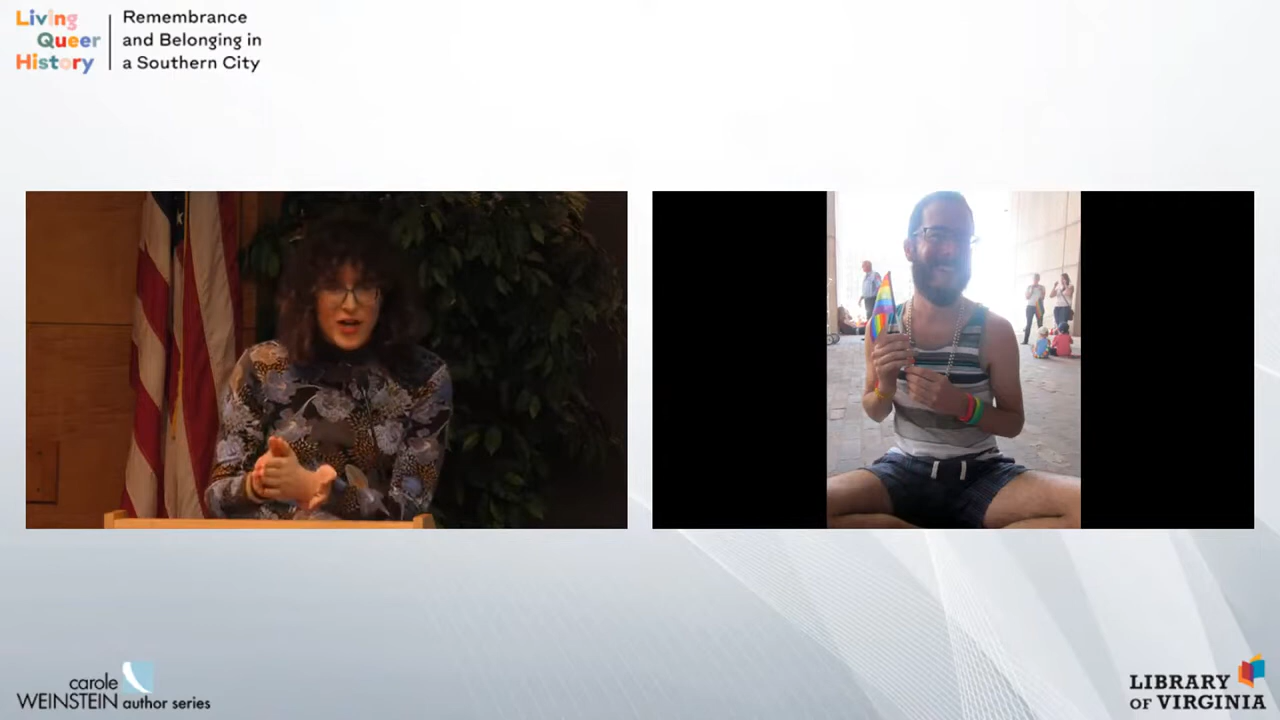 Living
Queer
History
Remembrance
and Belonging in
a Southern City
carole
WEINSTEIN author series
LIBRARY
OF VIRGINIA